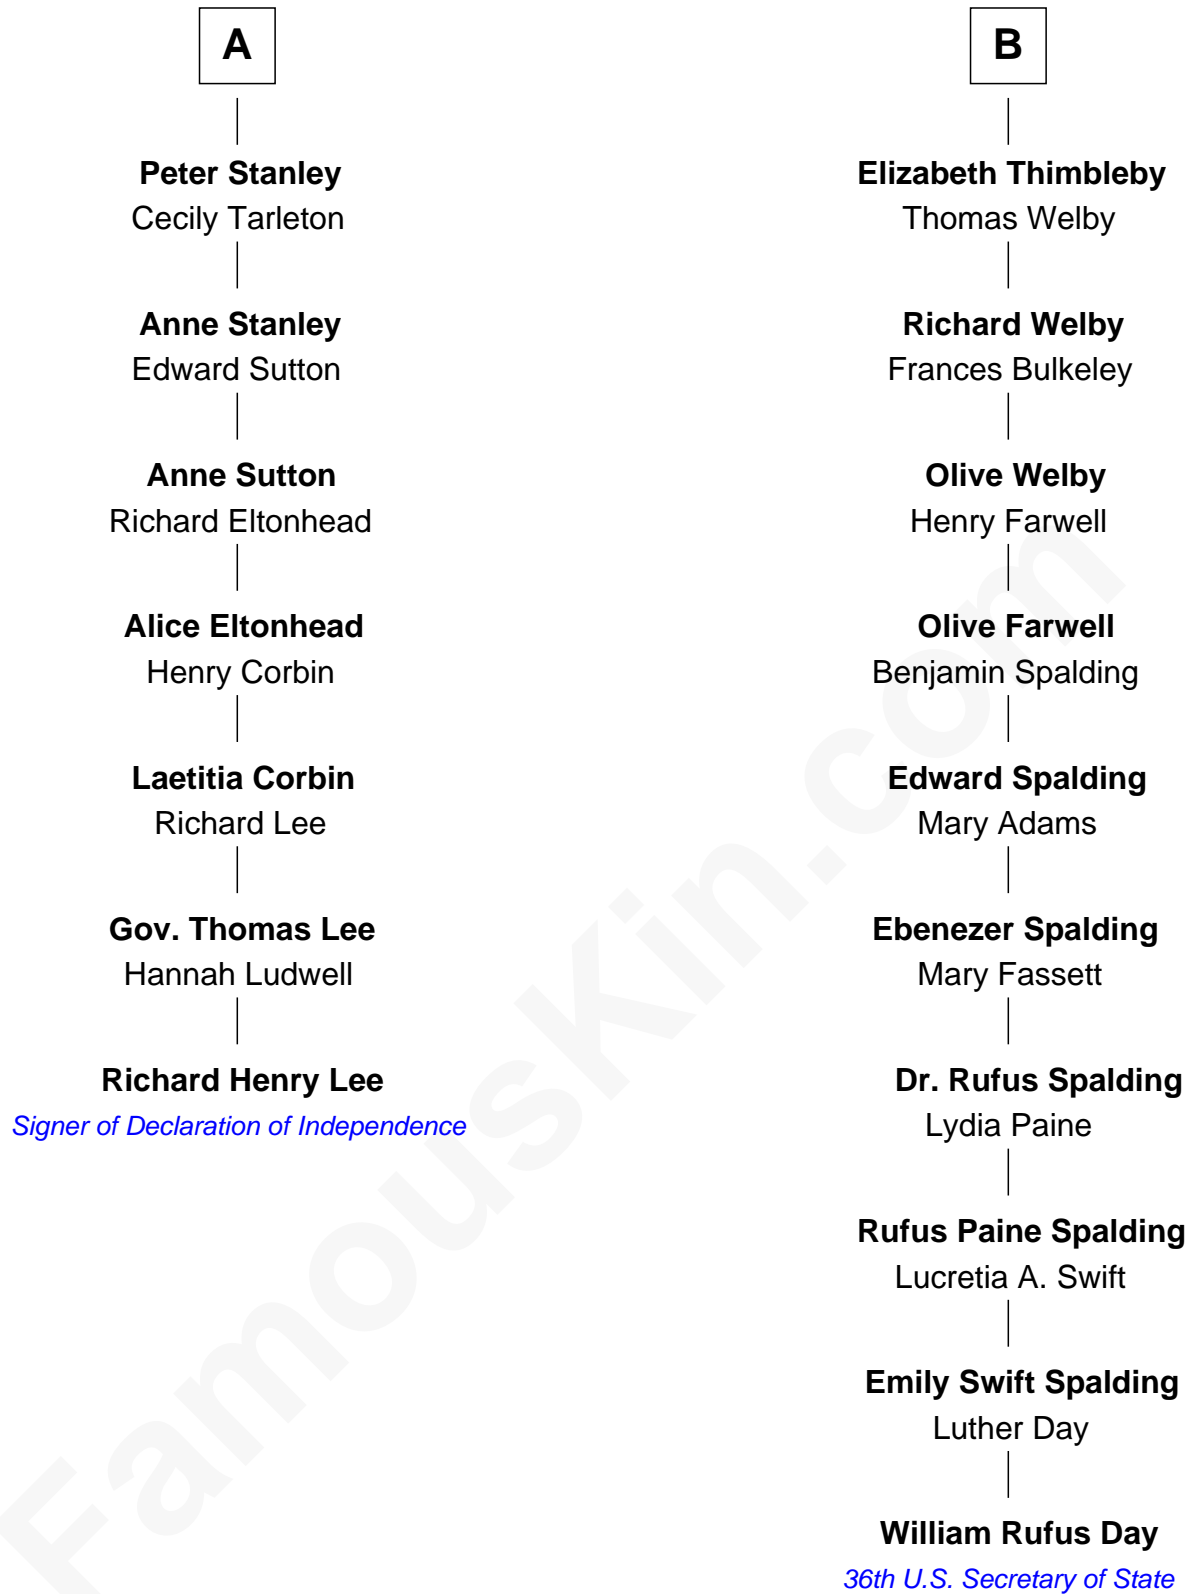 A
Peter Stanley
Cecily Tarleton
Anne Stanley
Edward Sutton
Anne Sutton
Richard Eltonhead
Alice Eltonhead
Henry Corbin
Laetitia Corbin
Richard Lee
Gov. Thomas Lee
Hannah Ludwell
Richard Henry Lee
Signer of Declaration of Independence
B
Elizabeth Thimbleby
Thomas Welby
Richard Welby
Frances Bulkeley
Olive Welby
Henry Farwell
Olive Farwell
Benjamin Spalding
Edward Spalding
Mary Adams
Ebenezer Spalding
Mary Fassett
Dr. Rufus Spalding
Lydia Paine
Rufus Paine Spalding
Lucretia A. Swift
Emily Swift Spalding
Luther Day
William Rufus Day
36th U.S. Secretary of State
FamousKin.com